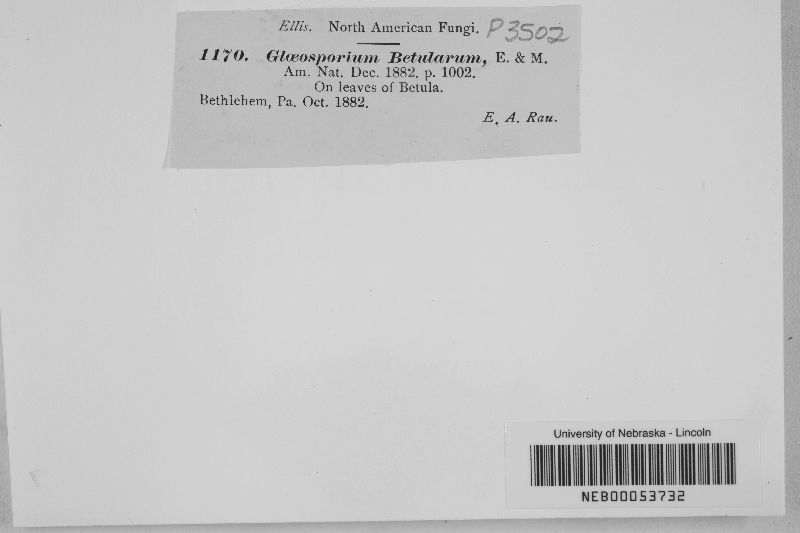 Ellis. North American Fungi. P3502
1170. Glœosporium Betularum, E. & M.
Am. Nat. Dec. 1882. p. 1002.
On leaves of Betula.
Bethlehem, Pa. Oct. 1882.
E. A. Rau.
University of Nebraska - Lincoln
NEB00053732